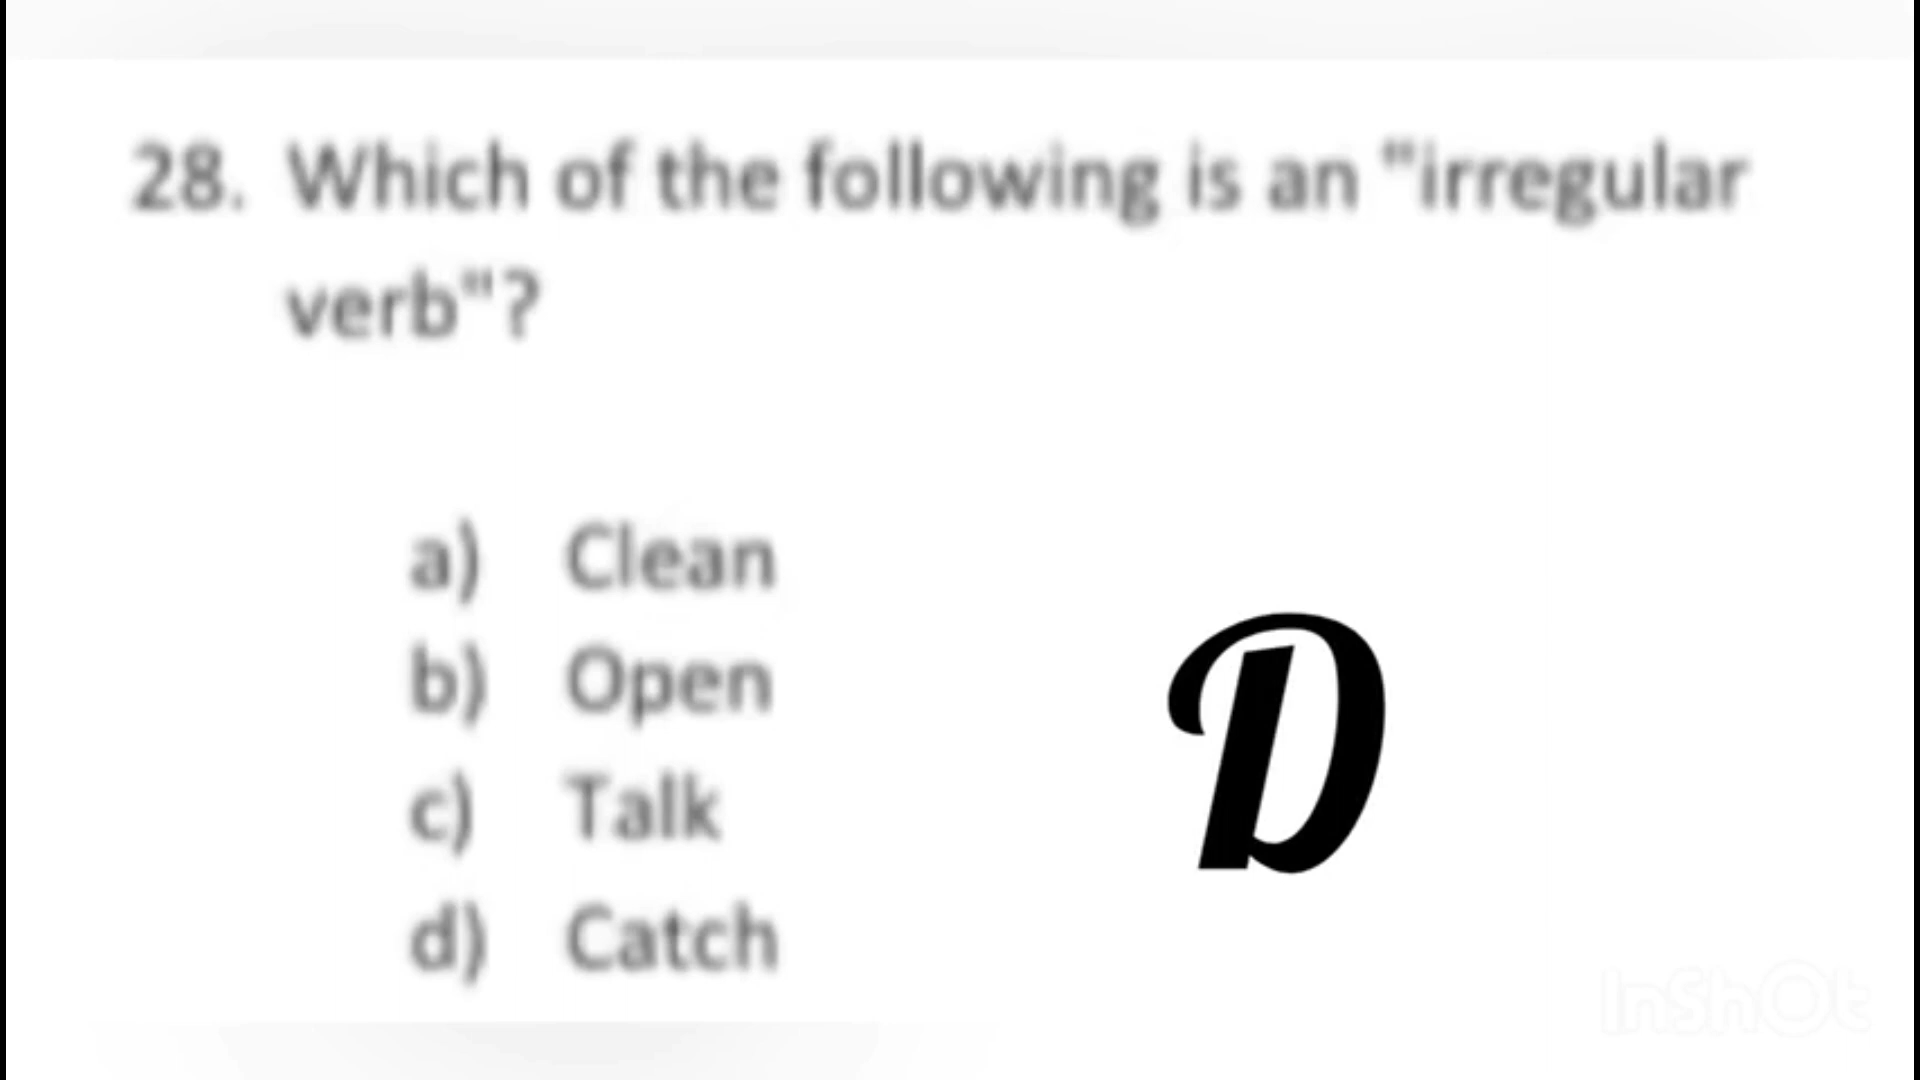 28. Which of the following is an "irregular
verb"?
a) Clean
b) Open
c) Talk
D
d) Catch
InShOt